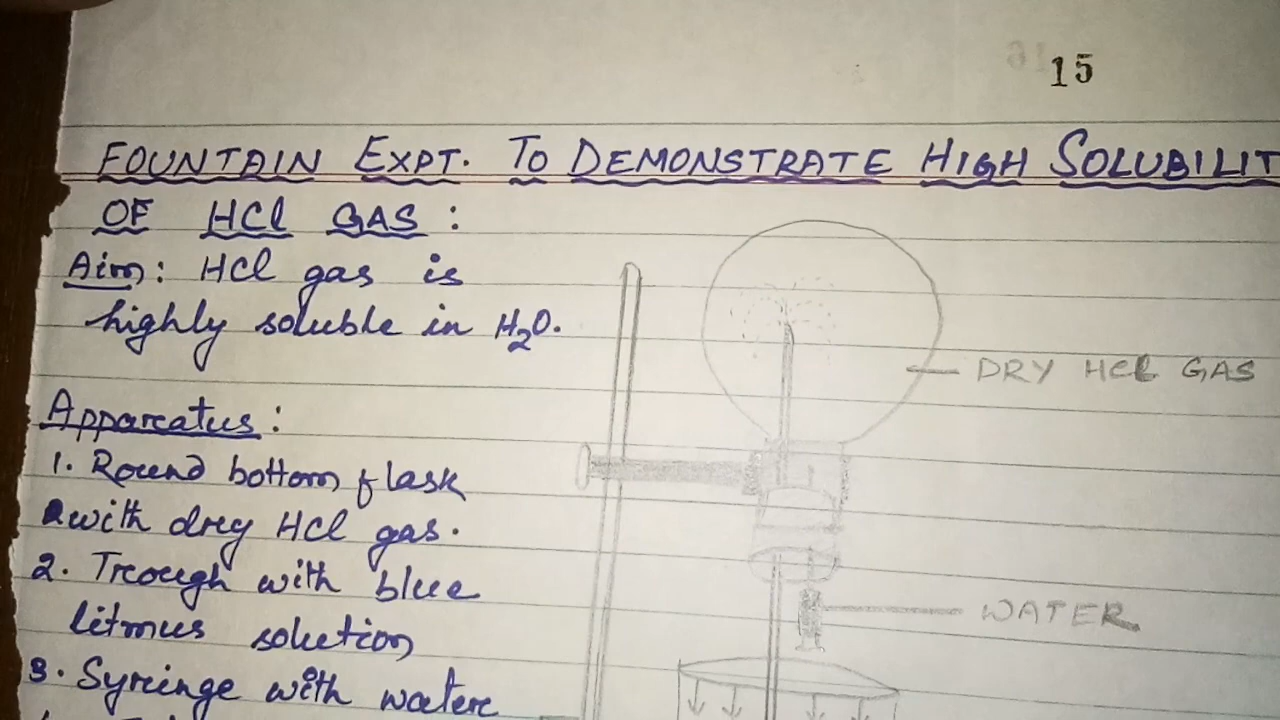 15
FOUNTAIN EXPT. TO DEMONSTRATE HIGH SOLUBILIT
OF HCl GAS :
Aim : HCl gas is
highly soluble in H₂O.
Apparatus :
1. Round bottom flask
with dry HCl gas.
2. Trough with blue
litmus solution
3. Syringe with water
DRY HCl GAS
WATER